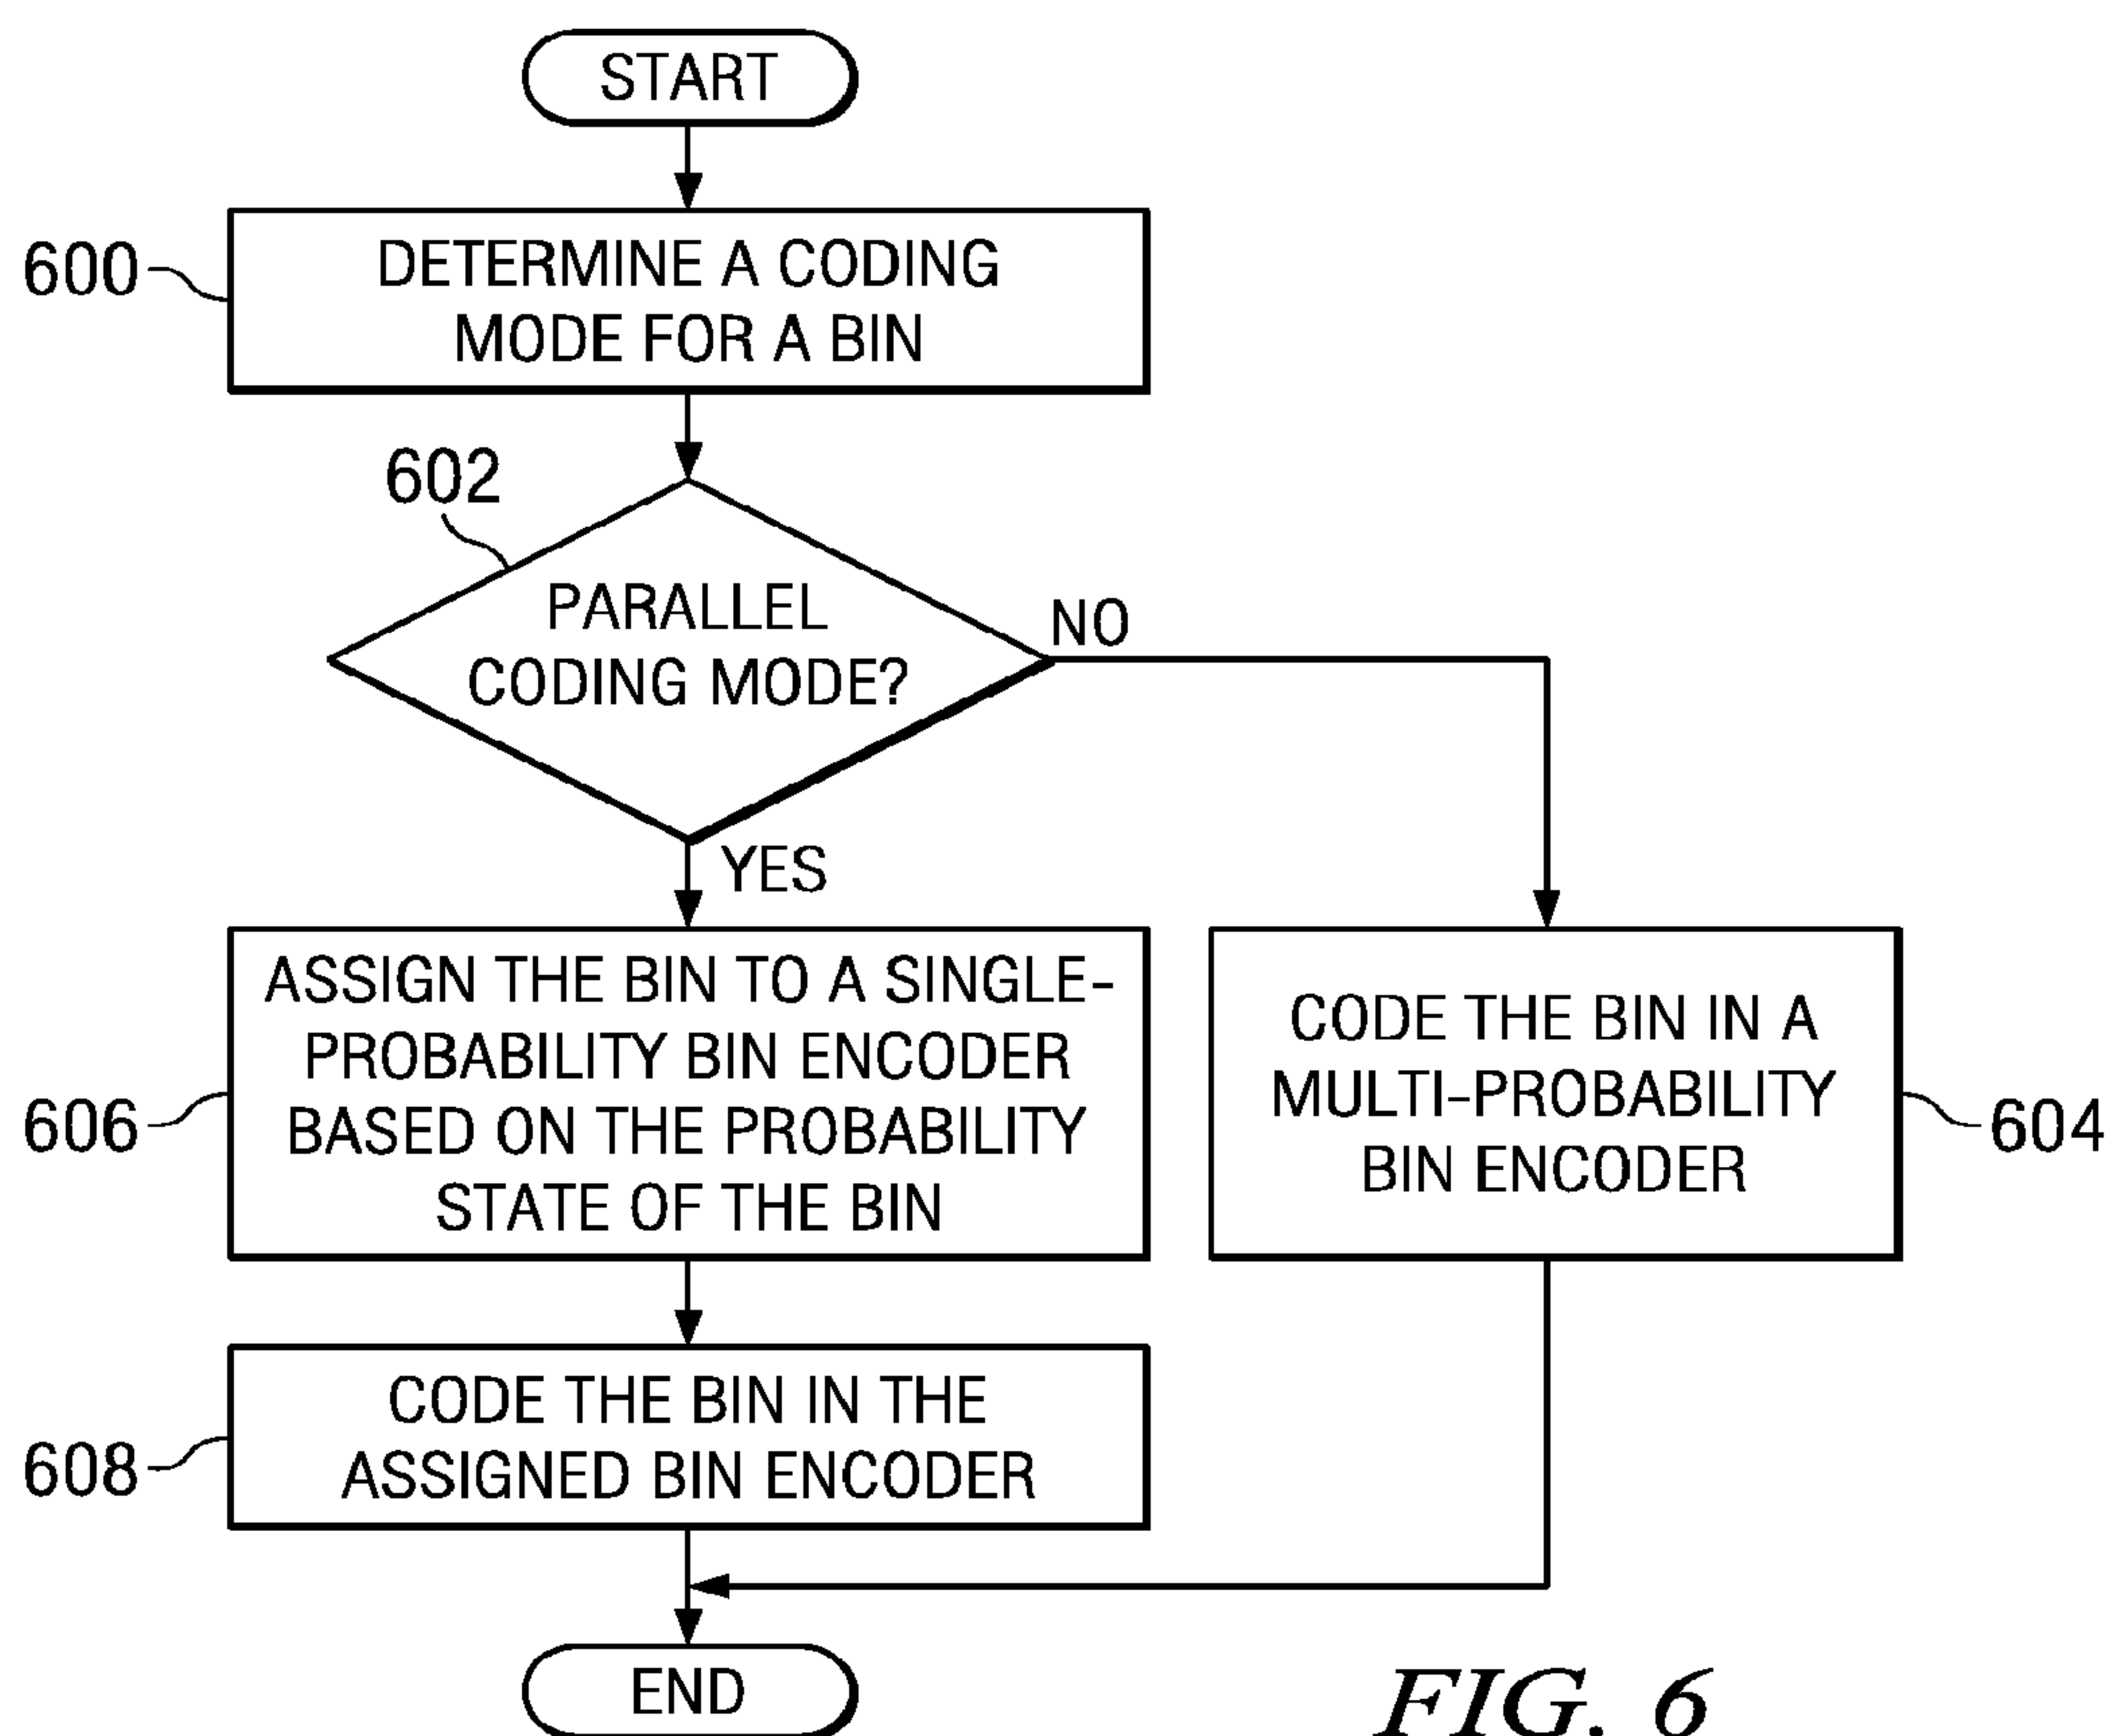 START
600
DETERMINE A CODING
MODE FOR A BIN
602
PARALLEL
CODING MODE?
NO
YES
606
ASSIGN THE BIN TO A SINGLE-
PROBABILITY BIN ENCODER
BASED ON THE PROBABILITY
STATE OF THE BIN
CODE THE BIN IN A
MULTI-PROBABILITY
BIN ENCODER
604
608
CODE THE BIN IN THE
ASSIGNED BIN ENCODER
END
FIG. 6